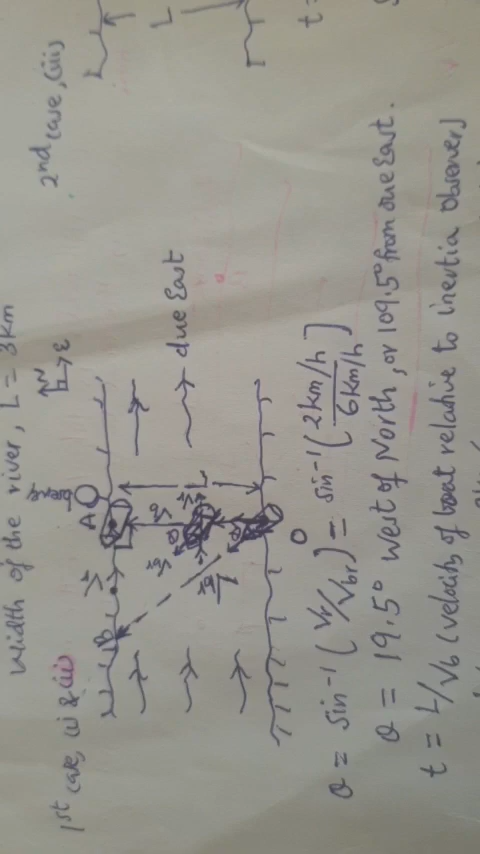 Width of the river, L = 3km
1st case, (i) & (ii)
2nd case, (iii)
N
E
A
B
L
L
due East
O
θ = Sin⁻¹ (Vr/Vbr) = Sin⁻¹ (2km/h / 6km/h)
θ = 19.5° West of North, or 109.5° from due East.
t = L/Vb (velocity of boat relative to inertia observer)
t =